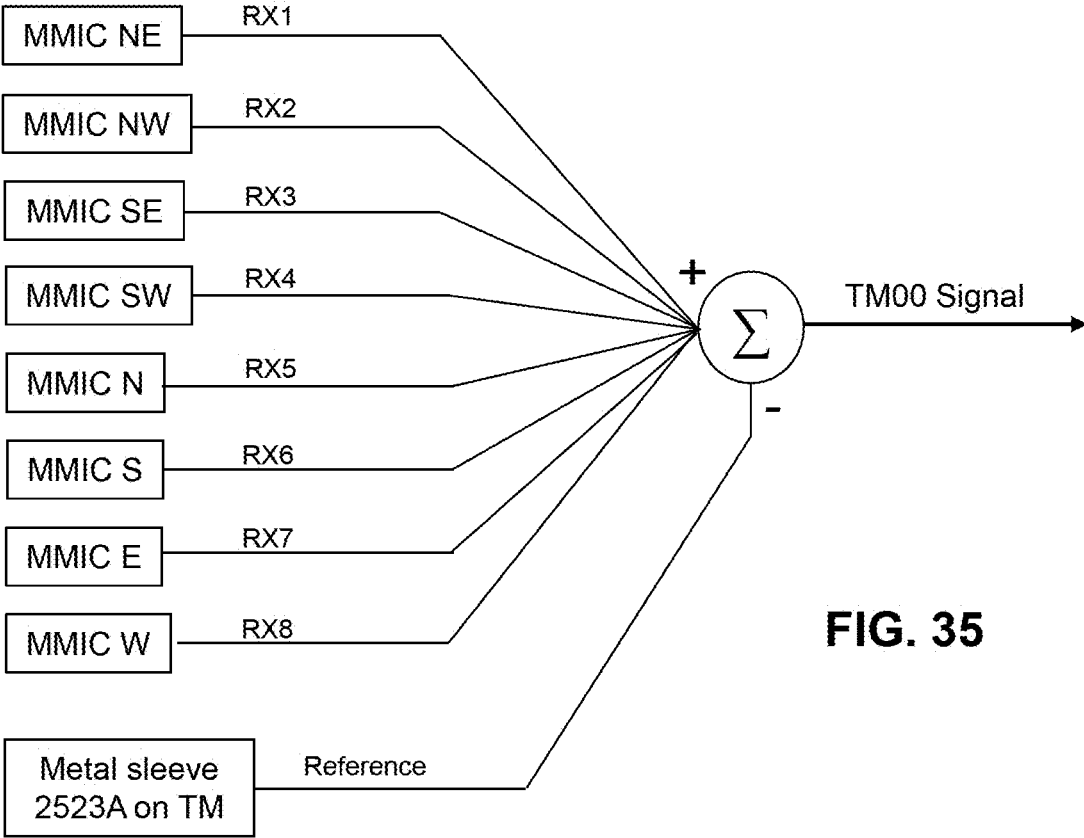 MMIC NE
RX1
MMIC NW
RX2
MMIC SE
RX3
MMIC SW
RX4
+
Σ
TM00 Signal
MMIC N
RX5
-
MMIC S
RX6
MMIC E
RX7
MMIC W
RX8
FIG. 35
Metal sleeve
2523A on TM
Reference